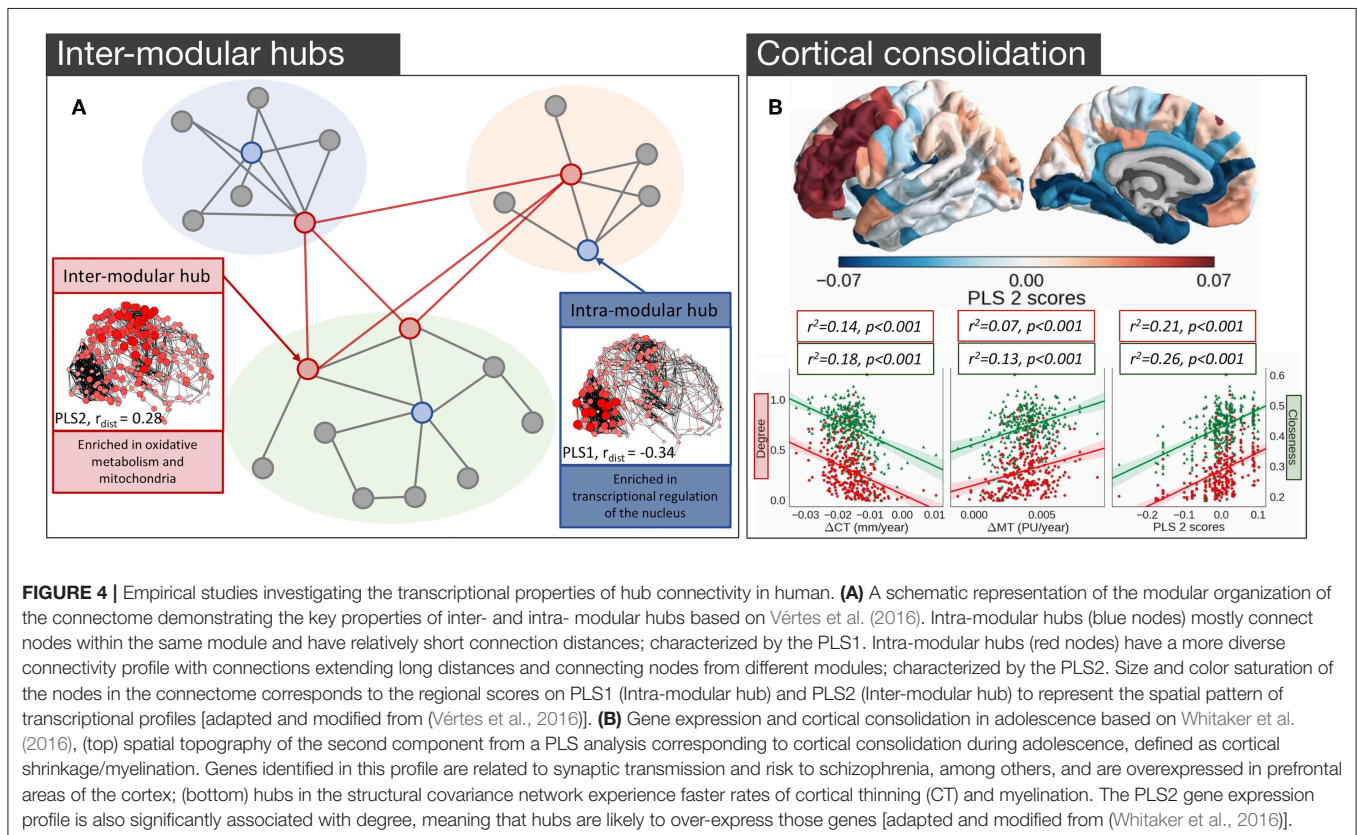 Inter-modular hubs
A
Inter-modular hub
PLS2, r_dist = 0.28
Enriched in oxidative
metabolism and
mitochondria
Intra-modular hub
PLS1, r_dist = -0.34
Enriched in
transcriptional regulation
of the nucleus
Cortical consolidation
B
−0.07 0.00 0.07
PLS 2 scores
r²=0.14, p<0.001 r²=0.07, p<0.001 r²=0.21, p<0.001
r²=0.18, p<0.001 r²=0.13, p<0.001 r²=0.26, p<0.001
Degree
1.0
0.5
0.0
0.6
0.5
0.4
0.3
0.2
Closeness
−0.03 −0.02 −0.01 0.00 0.01
ΔCT (mm/year)
0.000 0.005
ΔMT (PU/year)
−0.2 −0.1 0.0 0.1
PLS 2 scores
FIGURE 4 | Empirical studies investigating the transcriptional properties of hub connectivity in human. (A) A schematic representation of the modular organization of
the connectome demonstrating the key properties of inter- and intra- modular hubs based on Vértes et al. (2016). Intra-modular hubs (blue nodes) mostly connect
nodes within the same module and have relatively short connection distances; characterized by the PLS1. Intra-modular hubs (red nodes) have a more diverse
connectivity profile with connections extending long distances and connecting nodes from different modules; characterized by the PLS2. Size and color saturation of
the nodes in the connectome corresponds to the regional scores on PLS1 (Intra-modular hub) and PLS2 (Inter-modular hub) to represent the spatial pattern of
transcriptional profiles [adapted and modified from (Vértes et al., 2016)]. (B) Gene expression and cortical consolidation in adolescence based on Whitaker et al.
(2016), (top) spatial topography of the second component from a PLS analysis corresponding to cortical consolidation during adolescence, defined as cortical
shrinkage/myelination. Genes identified in this profile are related to synaptic transmission and risk to schizophrenia, among others, and are overexpressed in prefrontal
areas of the cortex; (bottom) hubs in the structural covariance network experience faster rates of cortical thinning (CT) and myelination. The PLS2 gene expression
profile is also significantly associated with degree, meaning that hubs are likely to over-express those genes [adapted and modified from (Whitaker et al., 2016)].